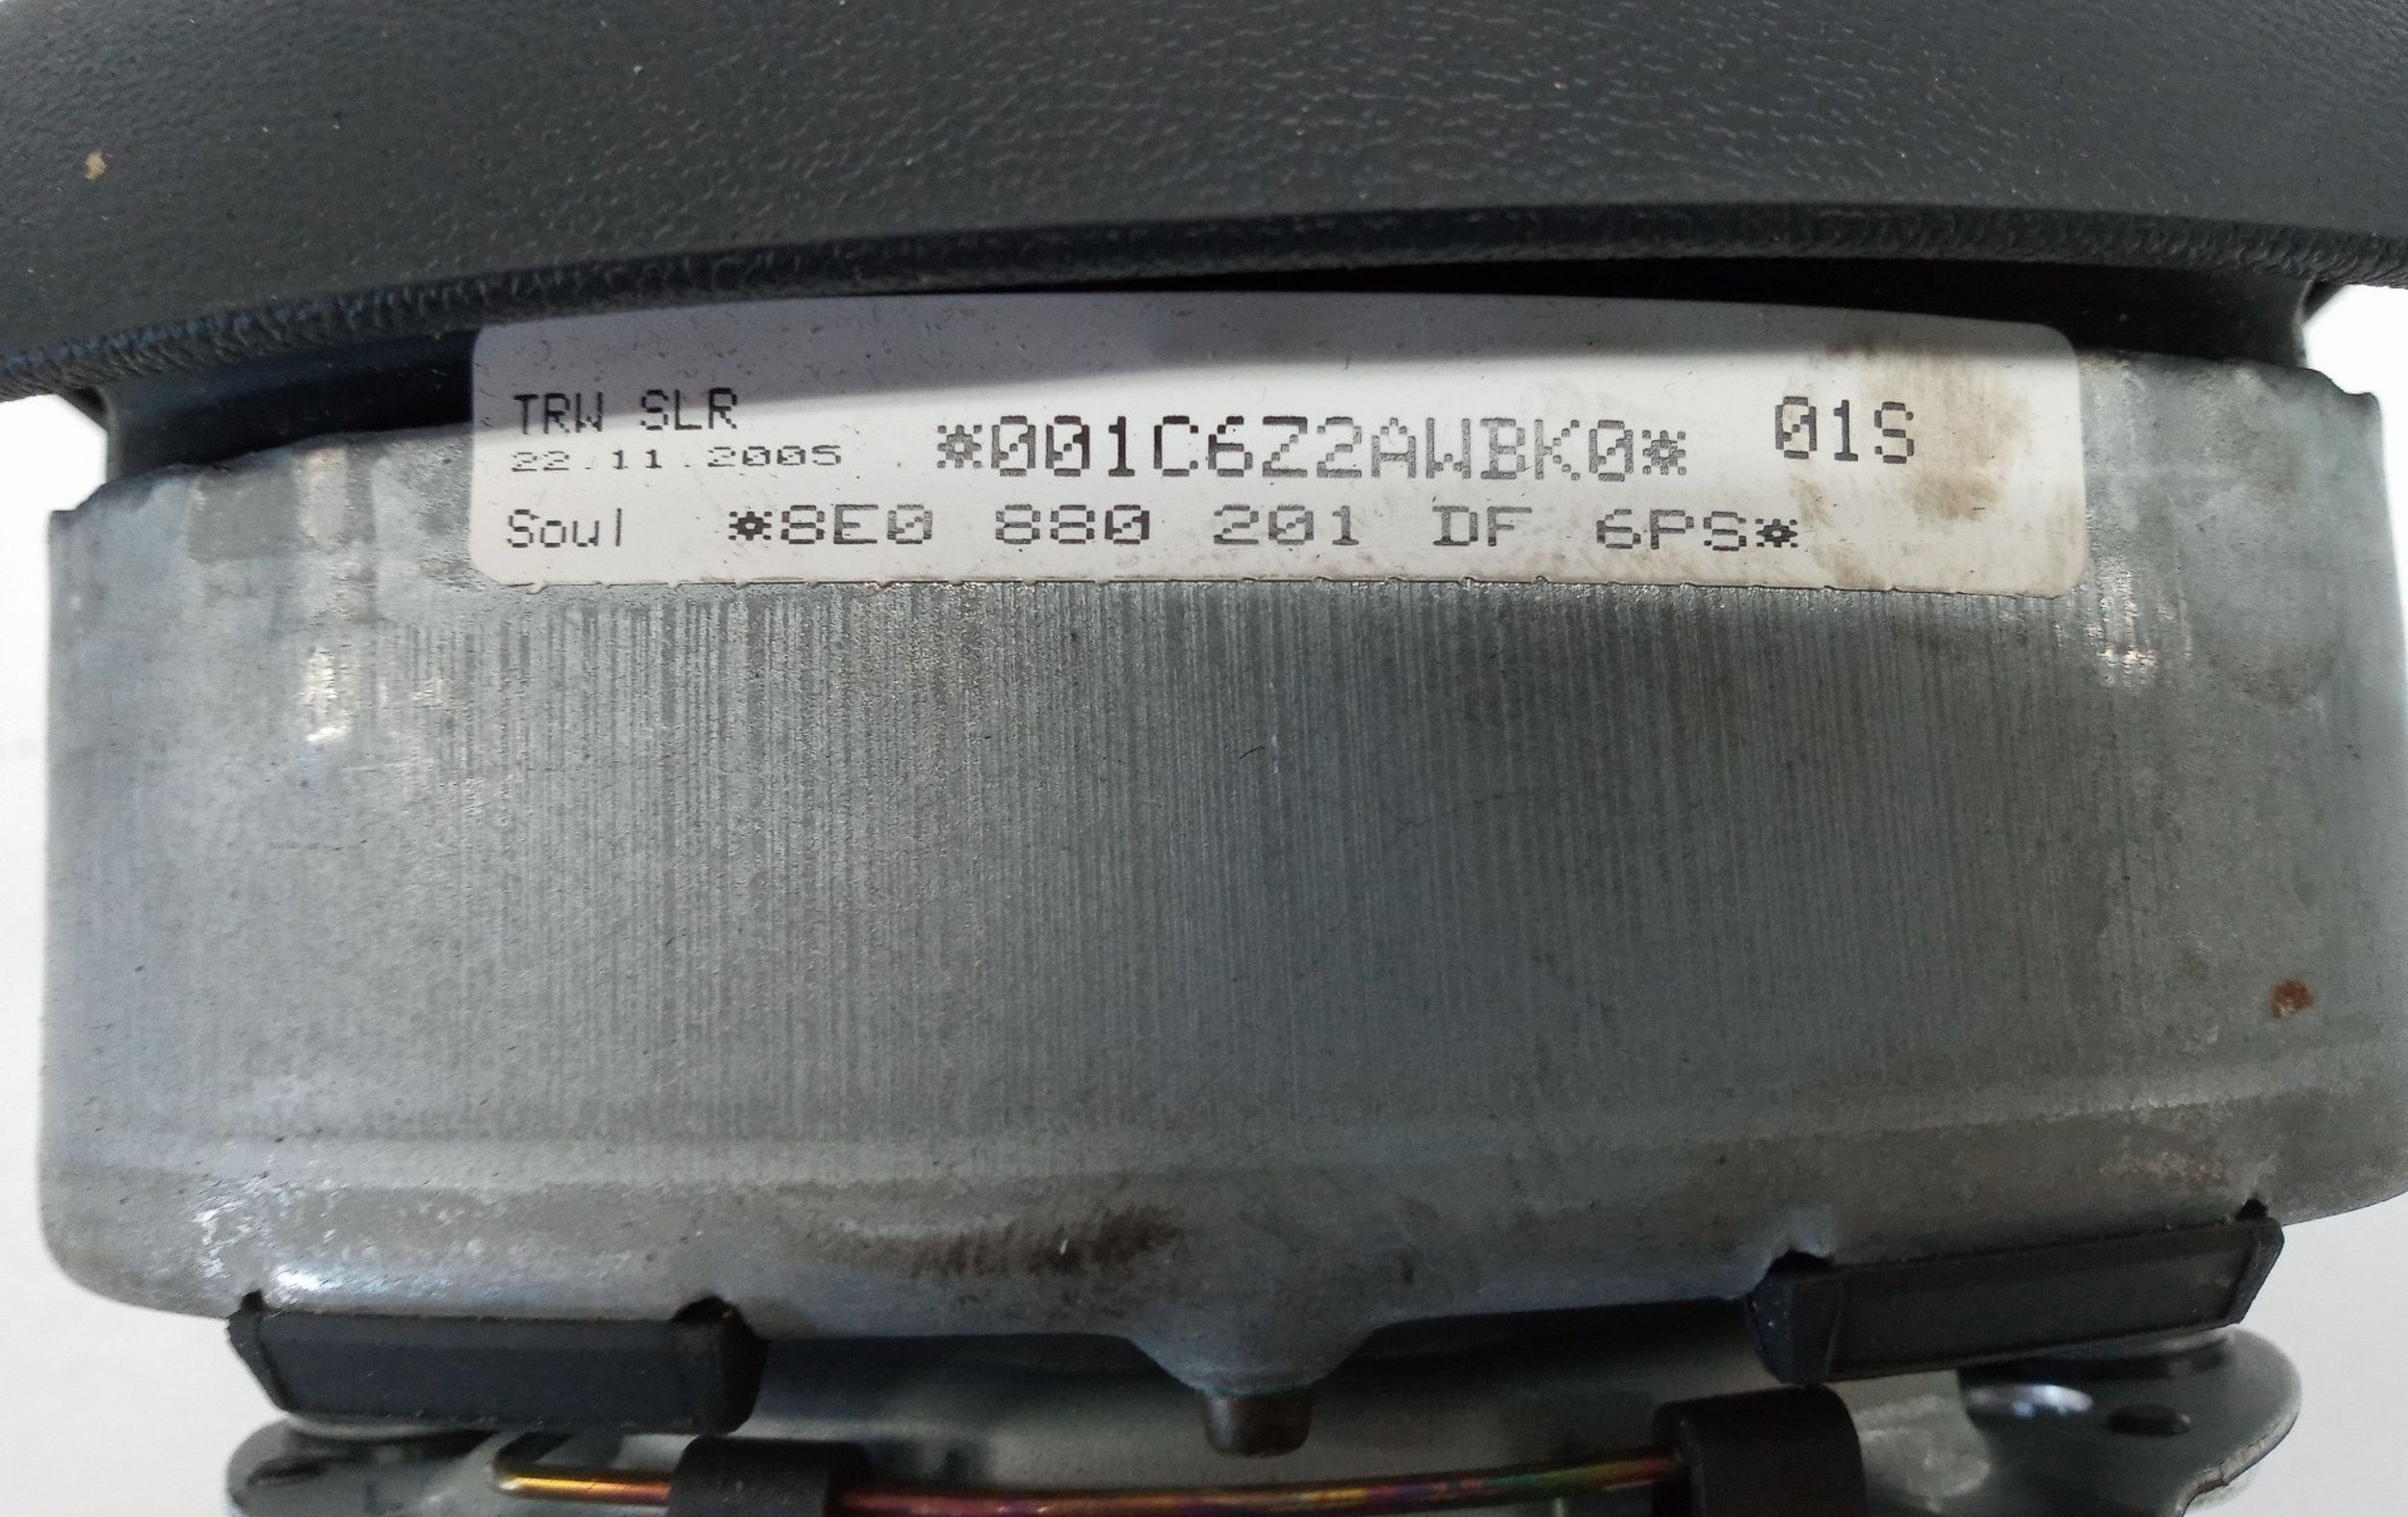 TRW SLR
22.11.2005 *001C6Z2AWBK0* 01S
Soul *8E0 880 201 DF 6PS*